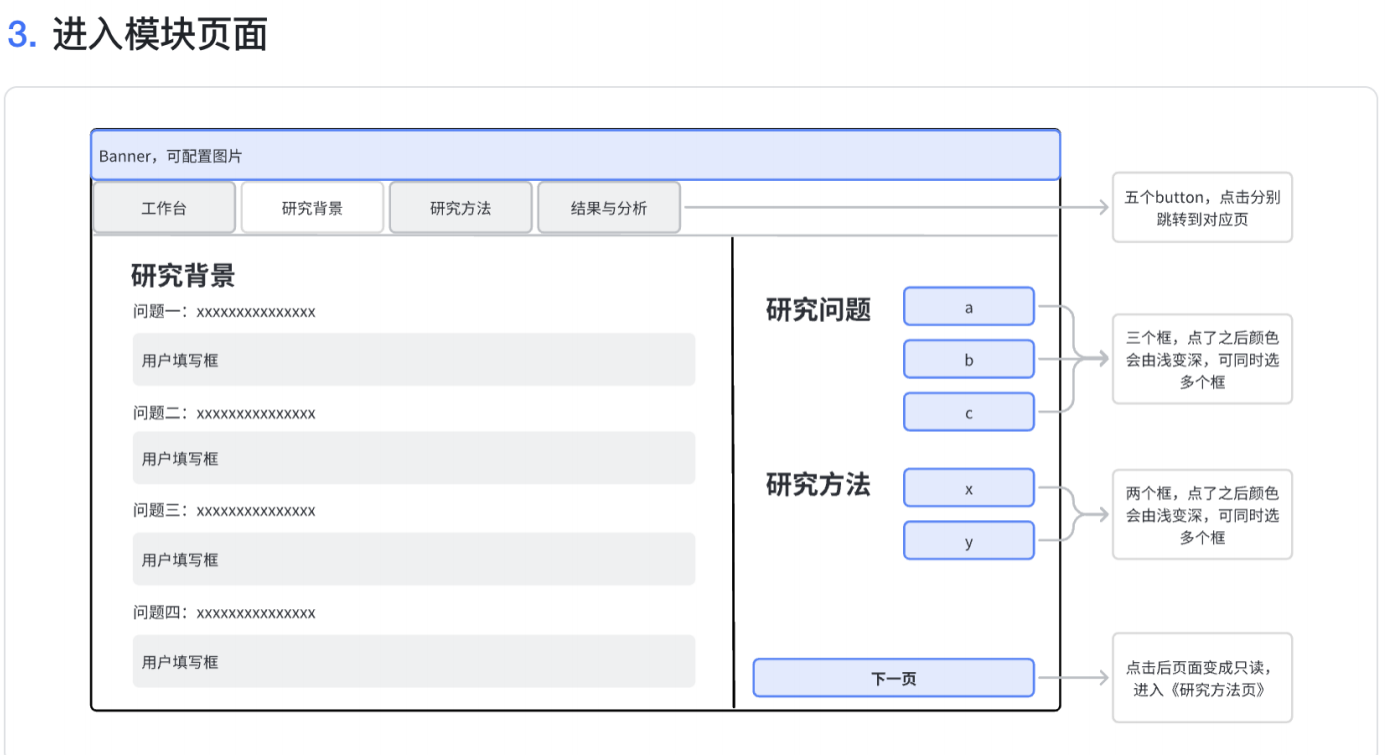 3. 进入模块页面
Banner，可配置图片
工作台
研究背景
研究方法
结果与分析
五个button，点击分别
跳转到对应页
研究背景
问题一：xxxxxxxxxxxxxxx
用户填写框
问题二：xxxxxxxxxxxxxxx
用户填写框
问题三：xxxxxxxxxxxxxxx
用户填写框
问题四：xxxxxxxxxxxxxxx
用户填写框
研究问题
a
b
c
三个框，点了之后颜色
会由浅变深，可同时选
多个框
研究方法
x
y
两个框，点了之后颜色
会由浅变深，可同时选
多个框
下一页
点击后页面变成只读，
进入《研究方法页》